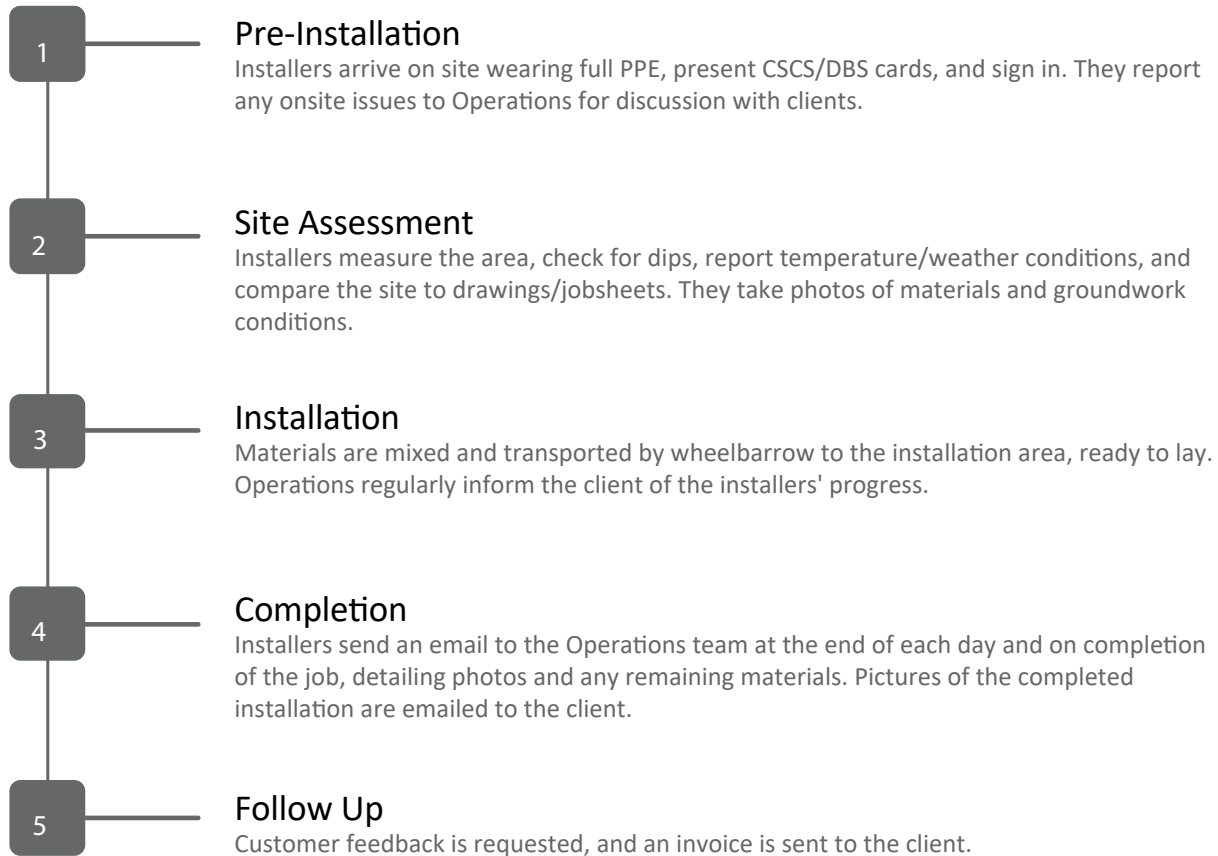 1
Pre-Installation
Installers arrive on site wearing full PPE, present CSCS/DBS cards, and sign in. They report
any onsite issues to Operations for discussion with clients.
2
Site Assessment
Installers measure the area, check for dips, report temperature/weather conditions, and
compare the site to drawings/jobsheets. They take photos of materials and groundwork
conditions.
3
Installation
Materials are mixed and transported by wheelbarrow to the installation area, ready to lay.
Operations regularly inform the client of the installers' progress.
4
Completion
Installers send an email to the Operations team at the end of each day and on completion
of the job, detailing photos and any remaining materials. Pictures of the completed
installation are emailed to the client.
5
Follow Up
Customer feedback is requested, and an invoice is sent to the client.